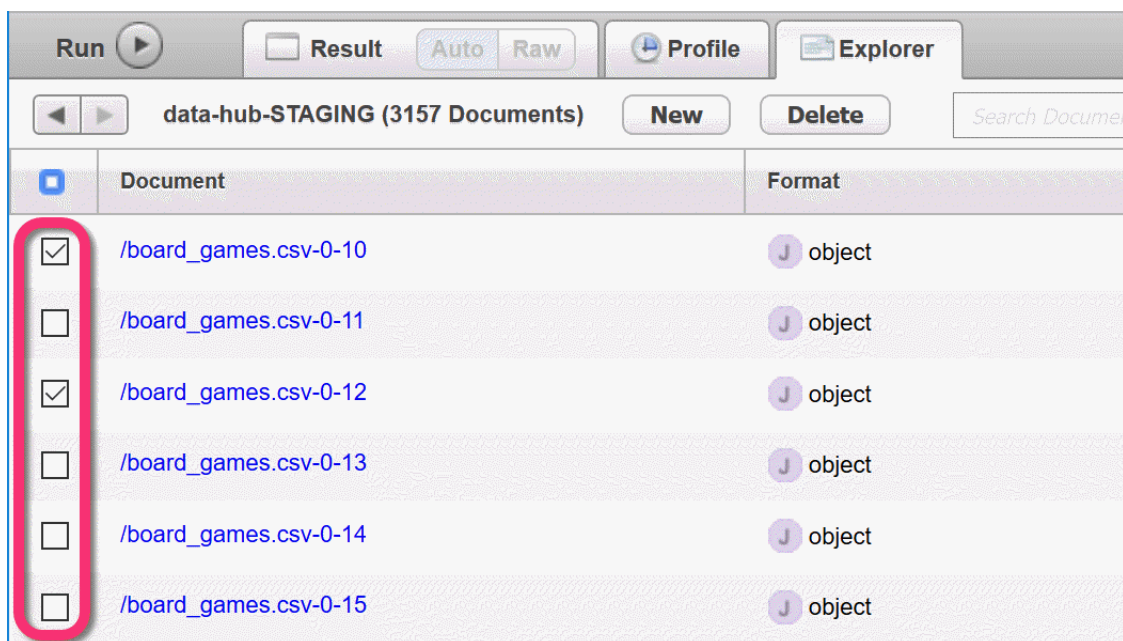 Run Result Auto Raw Profile Explorer
data-hub-STAGING (3157 Documents) New Delete Search Documen
Document Format
/board_games.csv-0-10 J object
/board_games.csv-0-11 J object
/board_games.csv-0-12 J object
/board_games.csv-0-13 J object
/board_games.csv-0-14 J object
/board_games.csv-0-15 J object